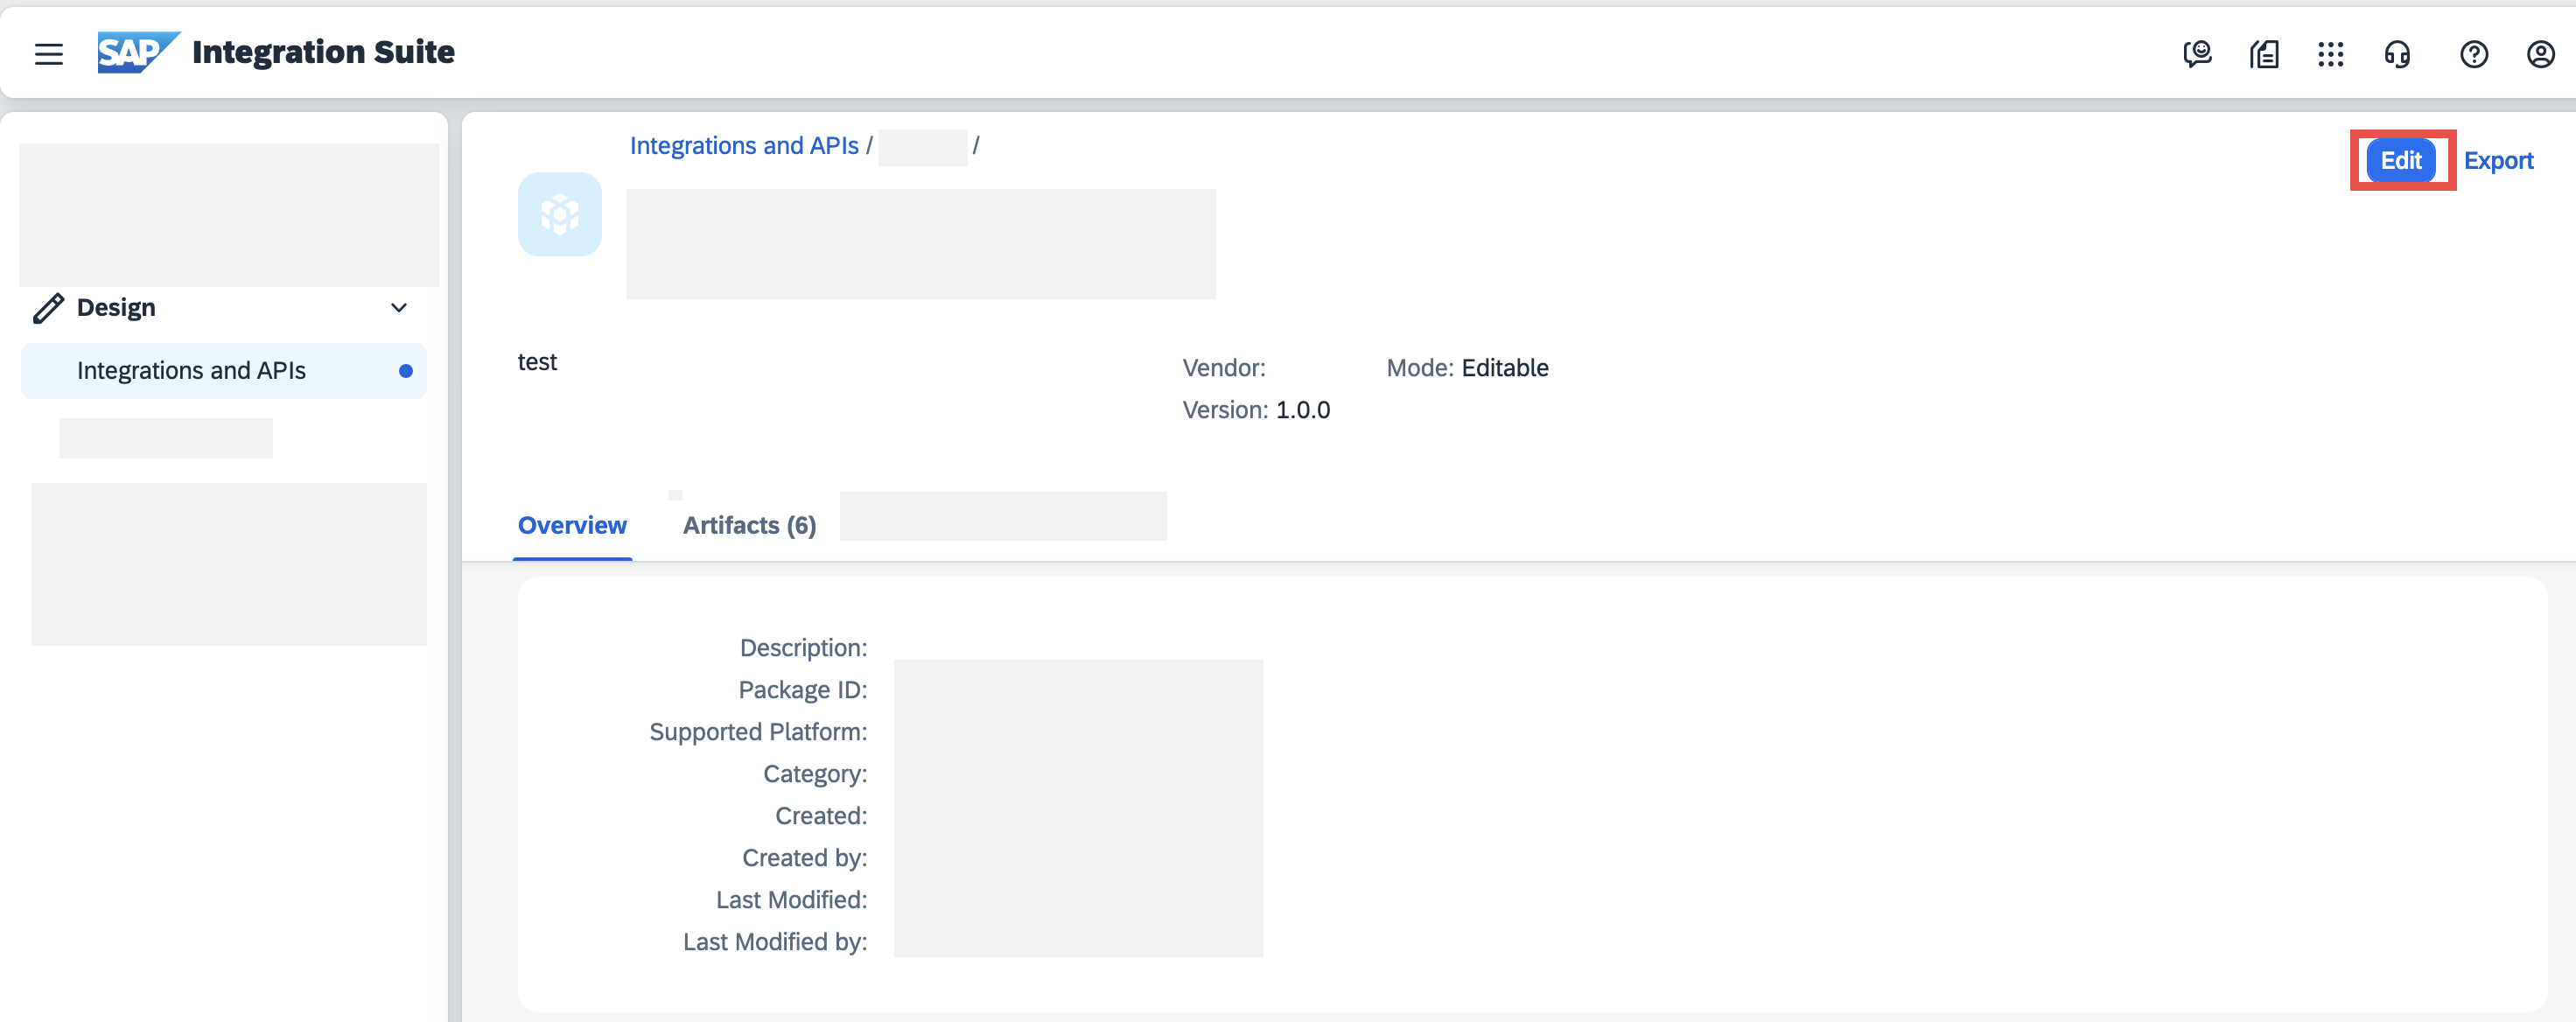 SAP Integration Suite
Integrations and APIs / /
Edit Export
Design
Integrations and APIs
test
Vendor: Mode: Editable
Version: 1.0.0
Overview Artifacts (6)
Description:
Package ID:
Supported Platform:
Category:
Created:
Created by:
Last Modified:
Last Modified by: